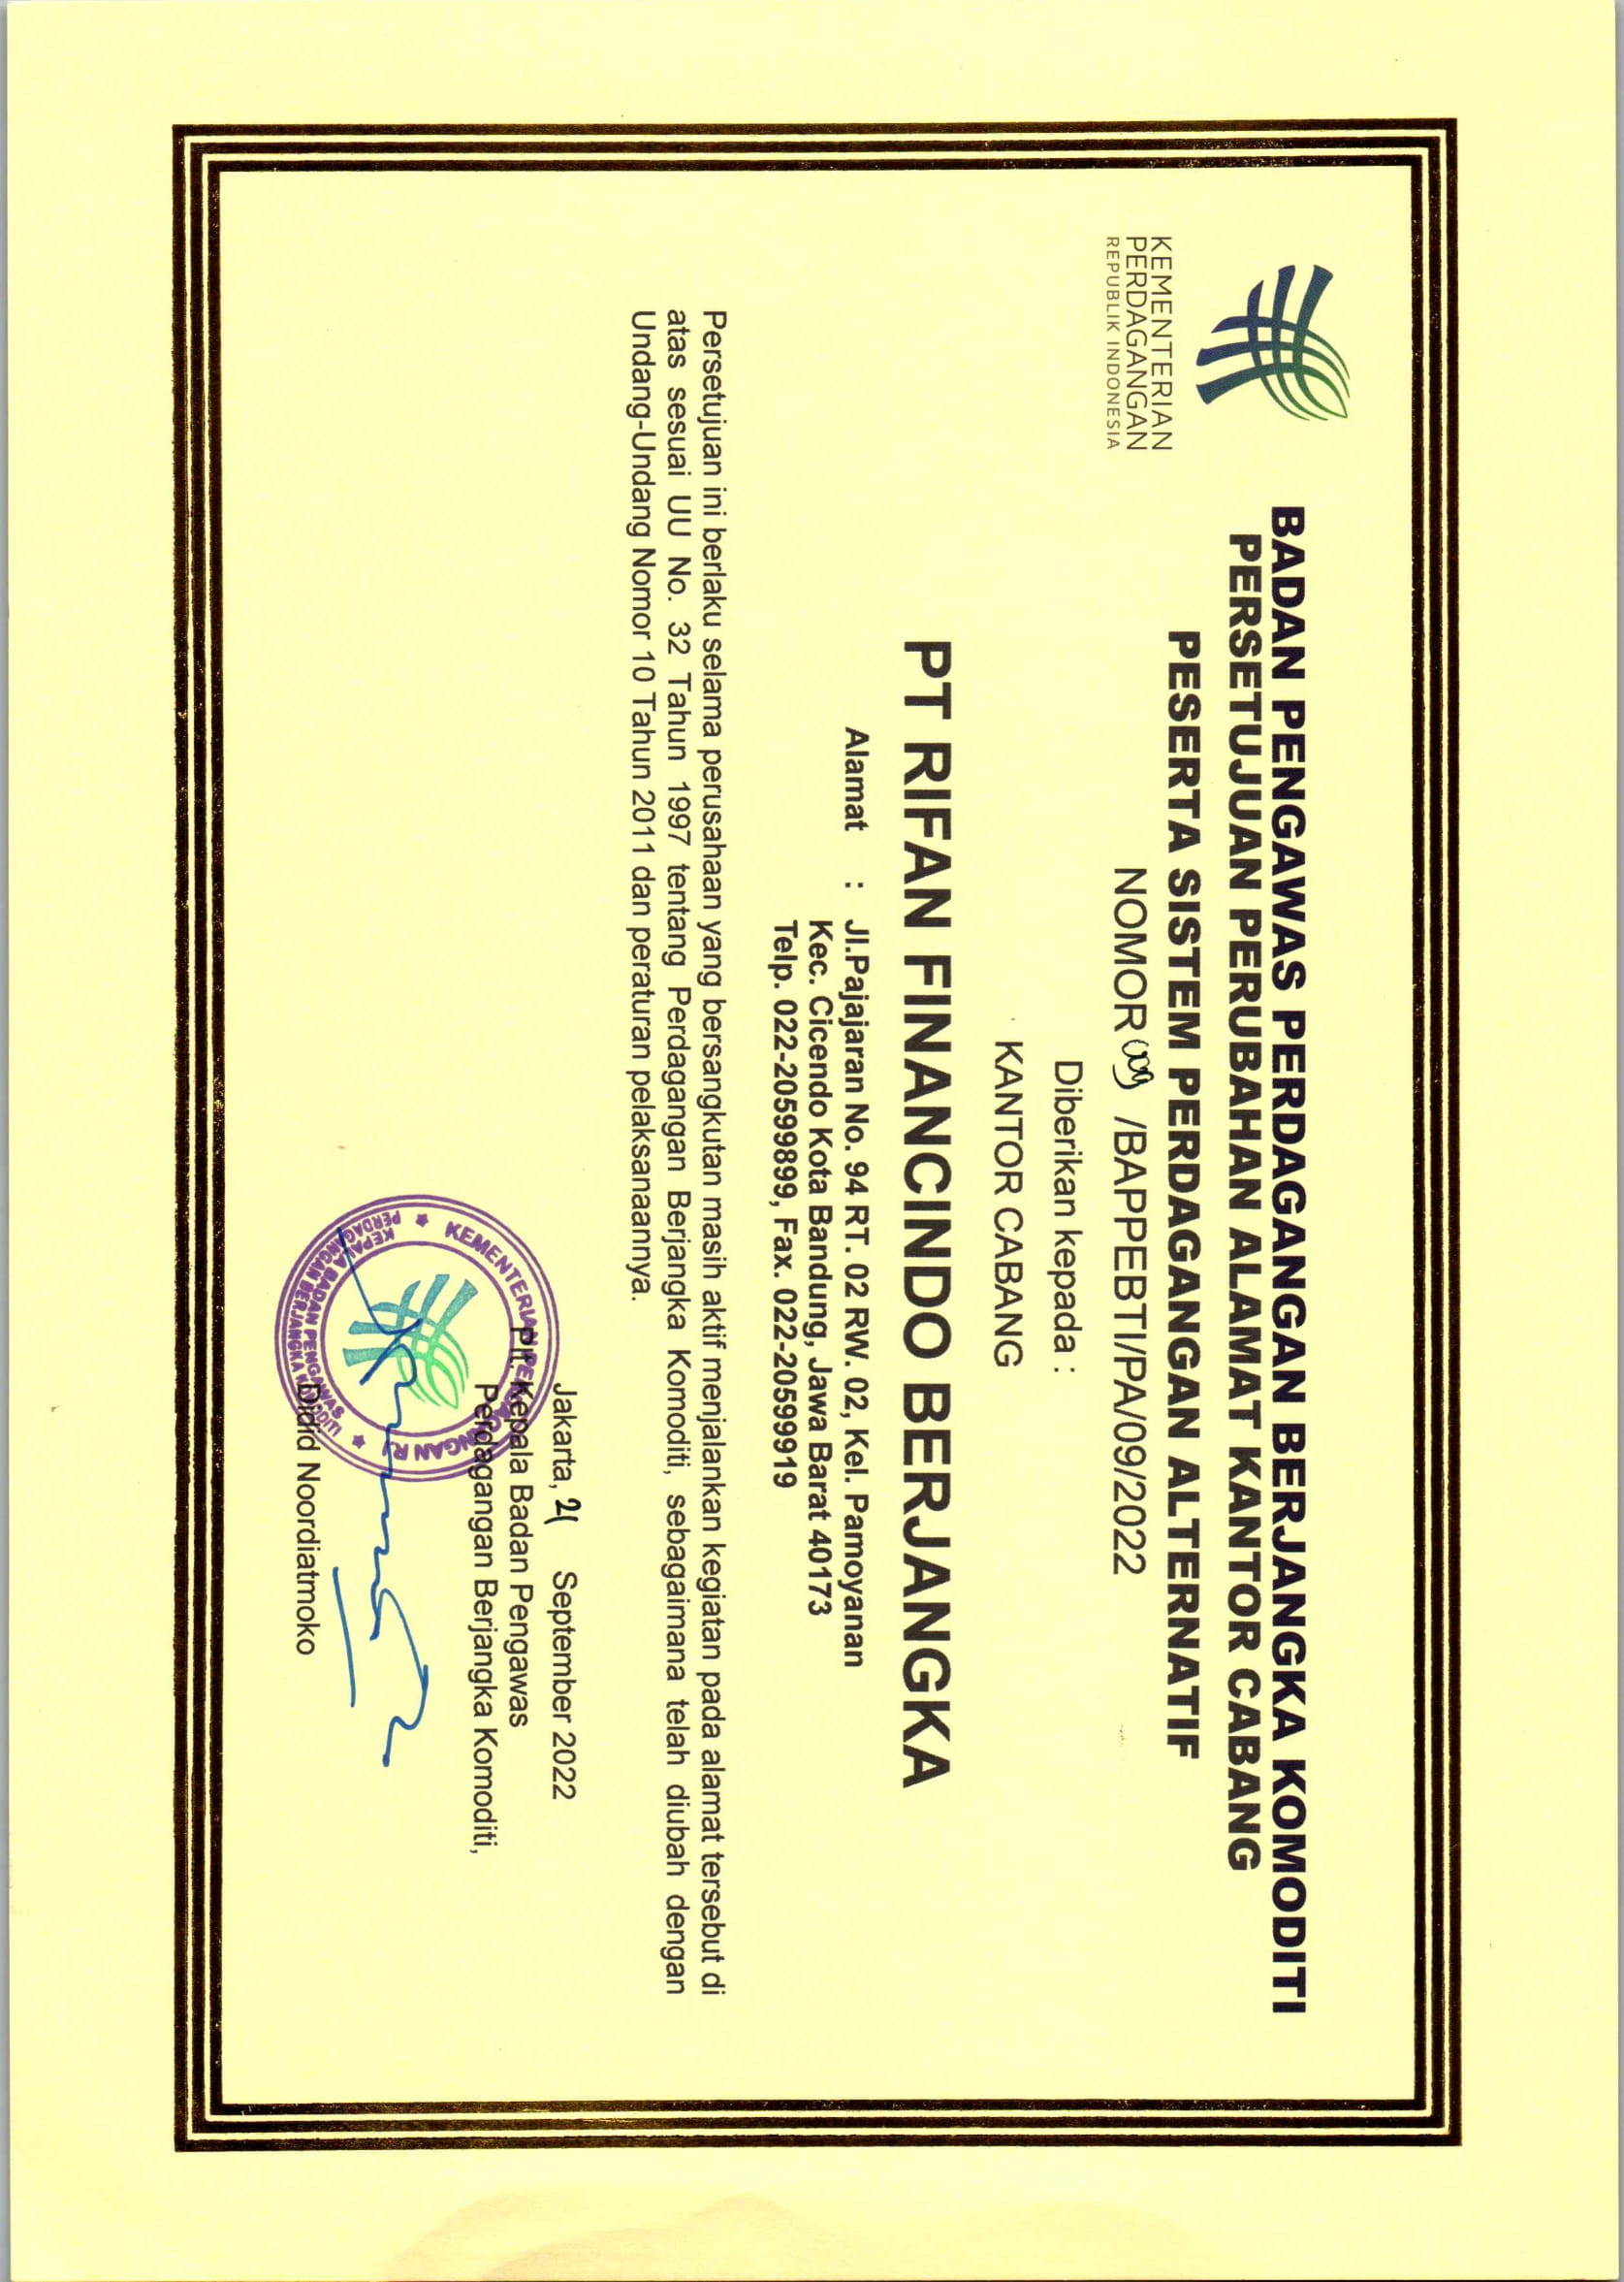 KEMENTERIAN
PERDAGANGAN
REPUBLIK INDONESIA
BADAN PENGAWAS PERDAGANGAN BERJANGKA KOMODITI
PERSETUJUAN PERUBAHAN ALAMAT KANTOR CABANG
PESERTA SISTEM PERDAGANGAN ALTERNATIF
NOMOR 009 /BAPPEBTI/PA/09/2022
Diberikan kepada :
KANTOR CABANG
PT RIFAN FINANCINDO BERJANGKA
Alamat : Jl.Pajajaran No. 94 RT. 02 RW. 02, Kel. Pamoyanan
Kec. Cicendo Kota Bandung, Jawa Barat 40173
Telp. 022-20599899, Fax. 022-20599919
Persetujuan ini berlaku selama perusahaan yang bersangkutan masih aktif menjalankan kegiatan pada alamat tersebut di
atas sesuai UU No. 32 Tahun 1997 tentang Perdagangan Berjangka Komoditi, sebagaimana telah diubah dengan
Undang-Undang Nomor 10 Tahun 2011 dan peraturan pelaksanaannya.
Jakarta, 21 September 2022
Plt. Kepala Badan Pengawas
Perdagangan Berjangka Komoditi,
KEMENTERIAN PERDAGANGAN RI
KEPALA BADAN PENGAWAS
PERDAGANGAN BERJANGKA KOMODITI
Didid Noordiatmoko